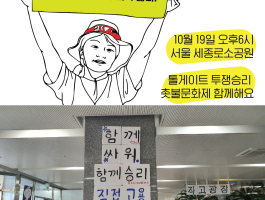 10월 19일 오후6시
서울 세종로소공원
톨게이트 투쟁승리
촛불문화제 함께해요
함께
싸워
함께 승리
직접 고용